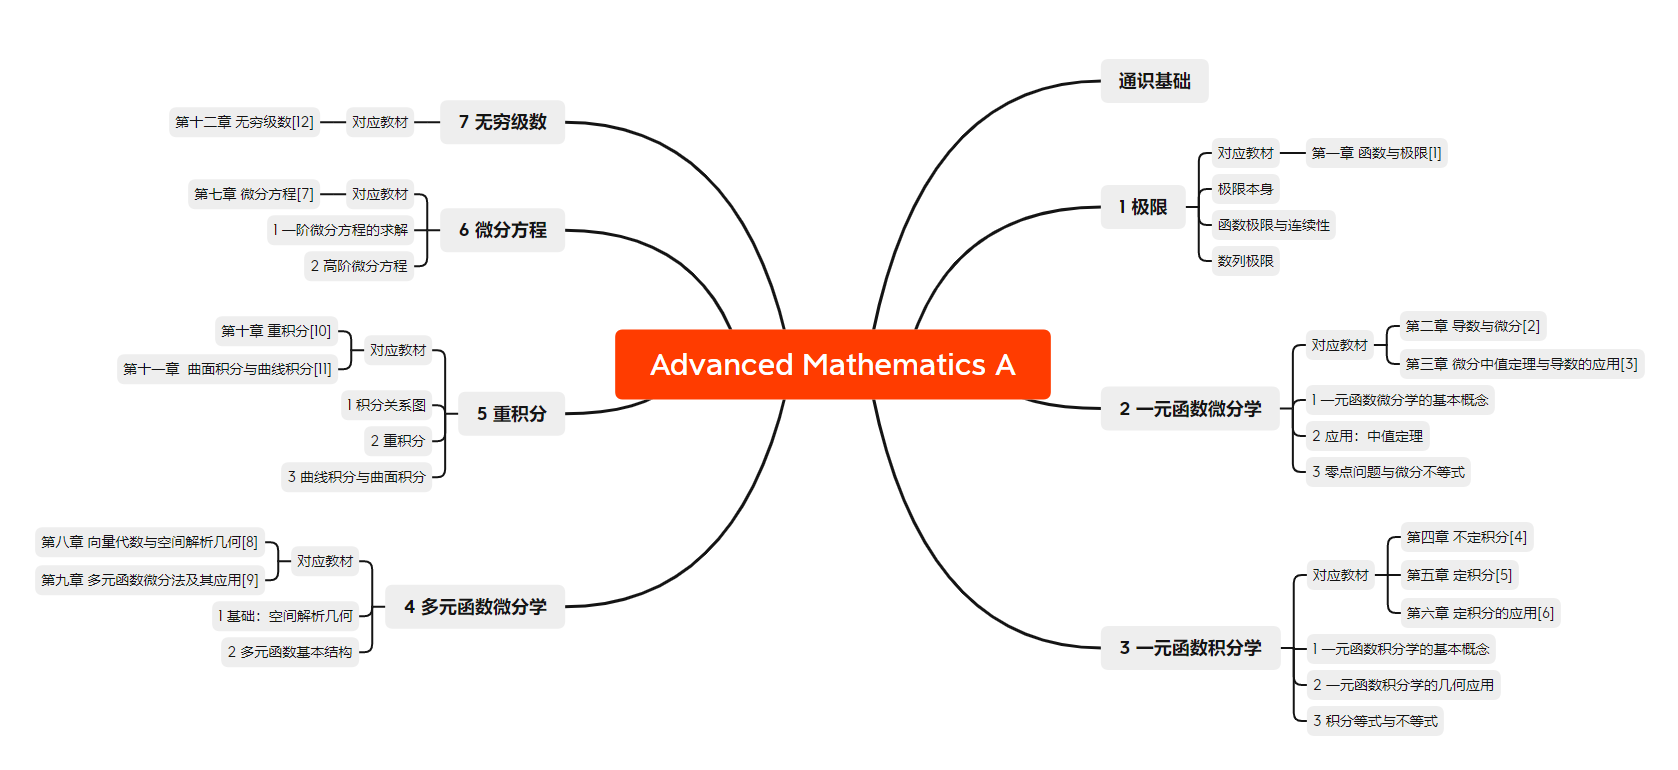 Advanced Mathematics A
通识基础
1 极限
对应教材
第一章 函数与极限[1]
极限本身
函数极限与连续性
数列极限
2 一元函数微分学
对应教材
第二章 导数与微分[2]
第三章 微分中值定理与导数的应用[3]
1 一元函数微分学的基本概念
2 应用：中值定理
3 零点问题与微分不等式
3 一元函数积分学
对应教材
第四章 不定积分[4]
第五章 定积分[5]
第六章 定积分的应用[6]
1 一元函数积分学的基本概念
2 一元函数积分学的几何应用
3 积分等式与不等式
4 多元函数微分学
对应教材
第八章 向量代数与空间解析几何[8]
第九章 多元函数微分法及其应用[9]
1 基础：空间解析几何
2 多元函数基本结构
5 重积分
对应教材
第十章 重积分[10]
第十一章 曲面积分与曲线积分[11]
1 积分关系图
2 重积分
3 曲线积分与曲面积分
6 微分方程
对应教材
第七章 微分方程[7]
1 一阶微分方程的求解
2 高阶微分方程
7 无穷级数
对应教材
第十二章 无穷级数[12]